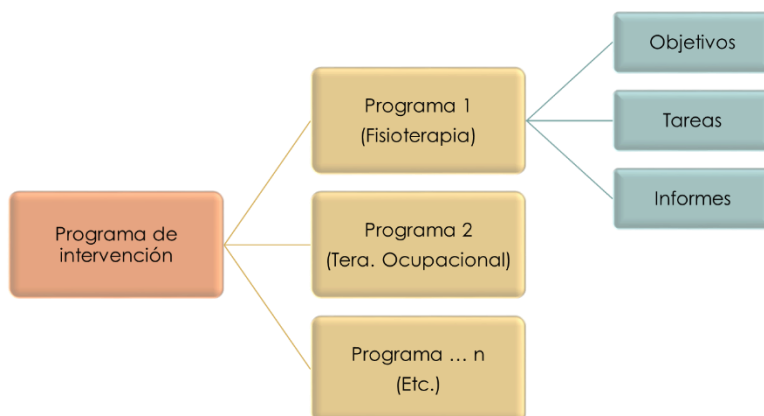 Programa de
intervención
Programa 1
(Fisioterapia)
Programa 2
(Tera. Ocupacional)
Programa ... n
(Etc.)
Objetivos
Tareas
Informes